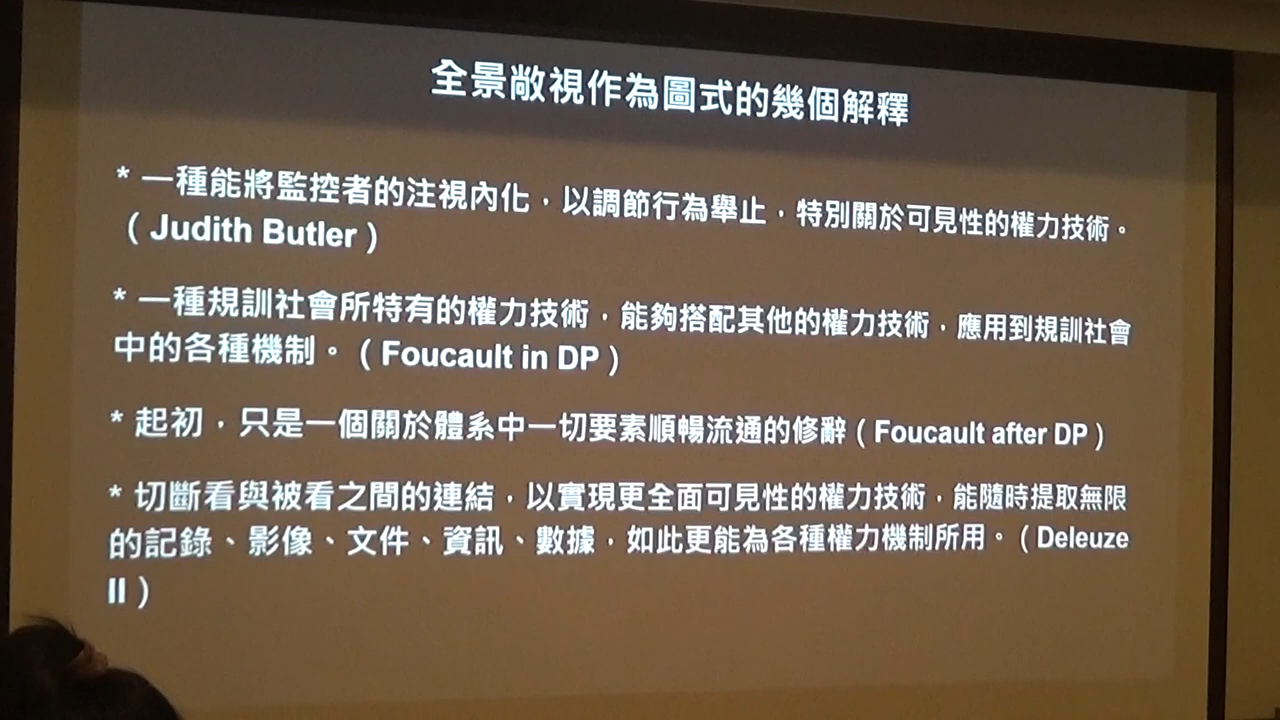 全景敞視作為圖式的幾個解釋
* 一種能將監控者的注視內化，以調節行為舉止，特別關於可見性的權力技術。
（Judith Butler）
* 一種規訓社會所特有的權力技術，能夠搭配其他的權力技術，應用到規訓社會
中的各種機制。（Foucault in DP）
* 起初，只是一個關於體系中一切要素順暢流通的修辭（Foucault after DP）
* 切斷看與被看之間的連結，以實現更全面可見性的權力技術，能隨時提取無限
的記錄、影像、文件、資訊、數據，如此更能為各種權力機制所用。（Deleuze
II）